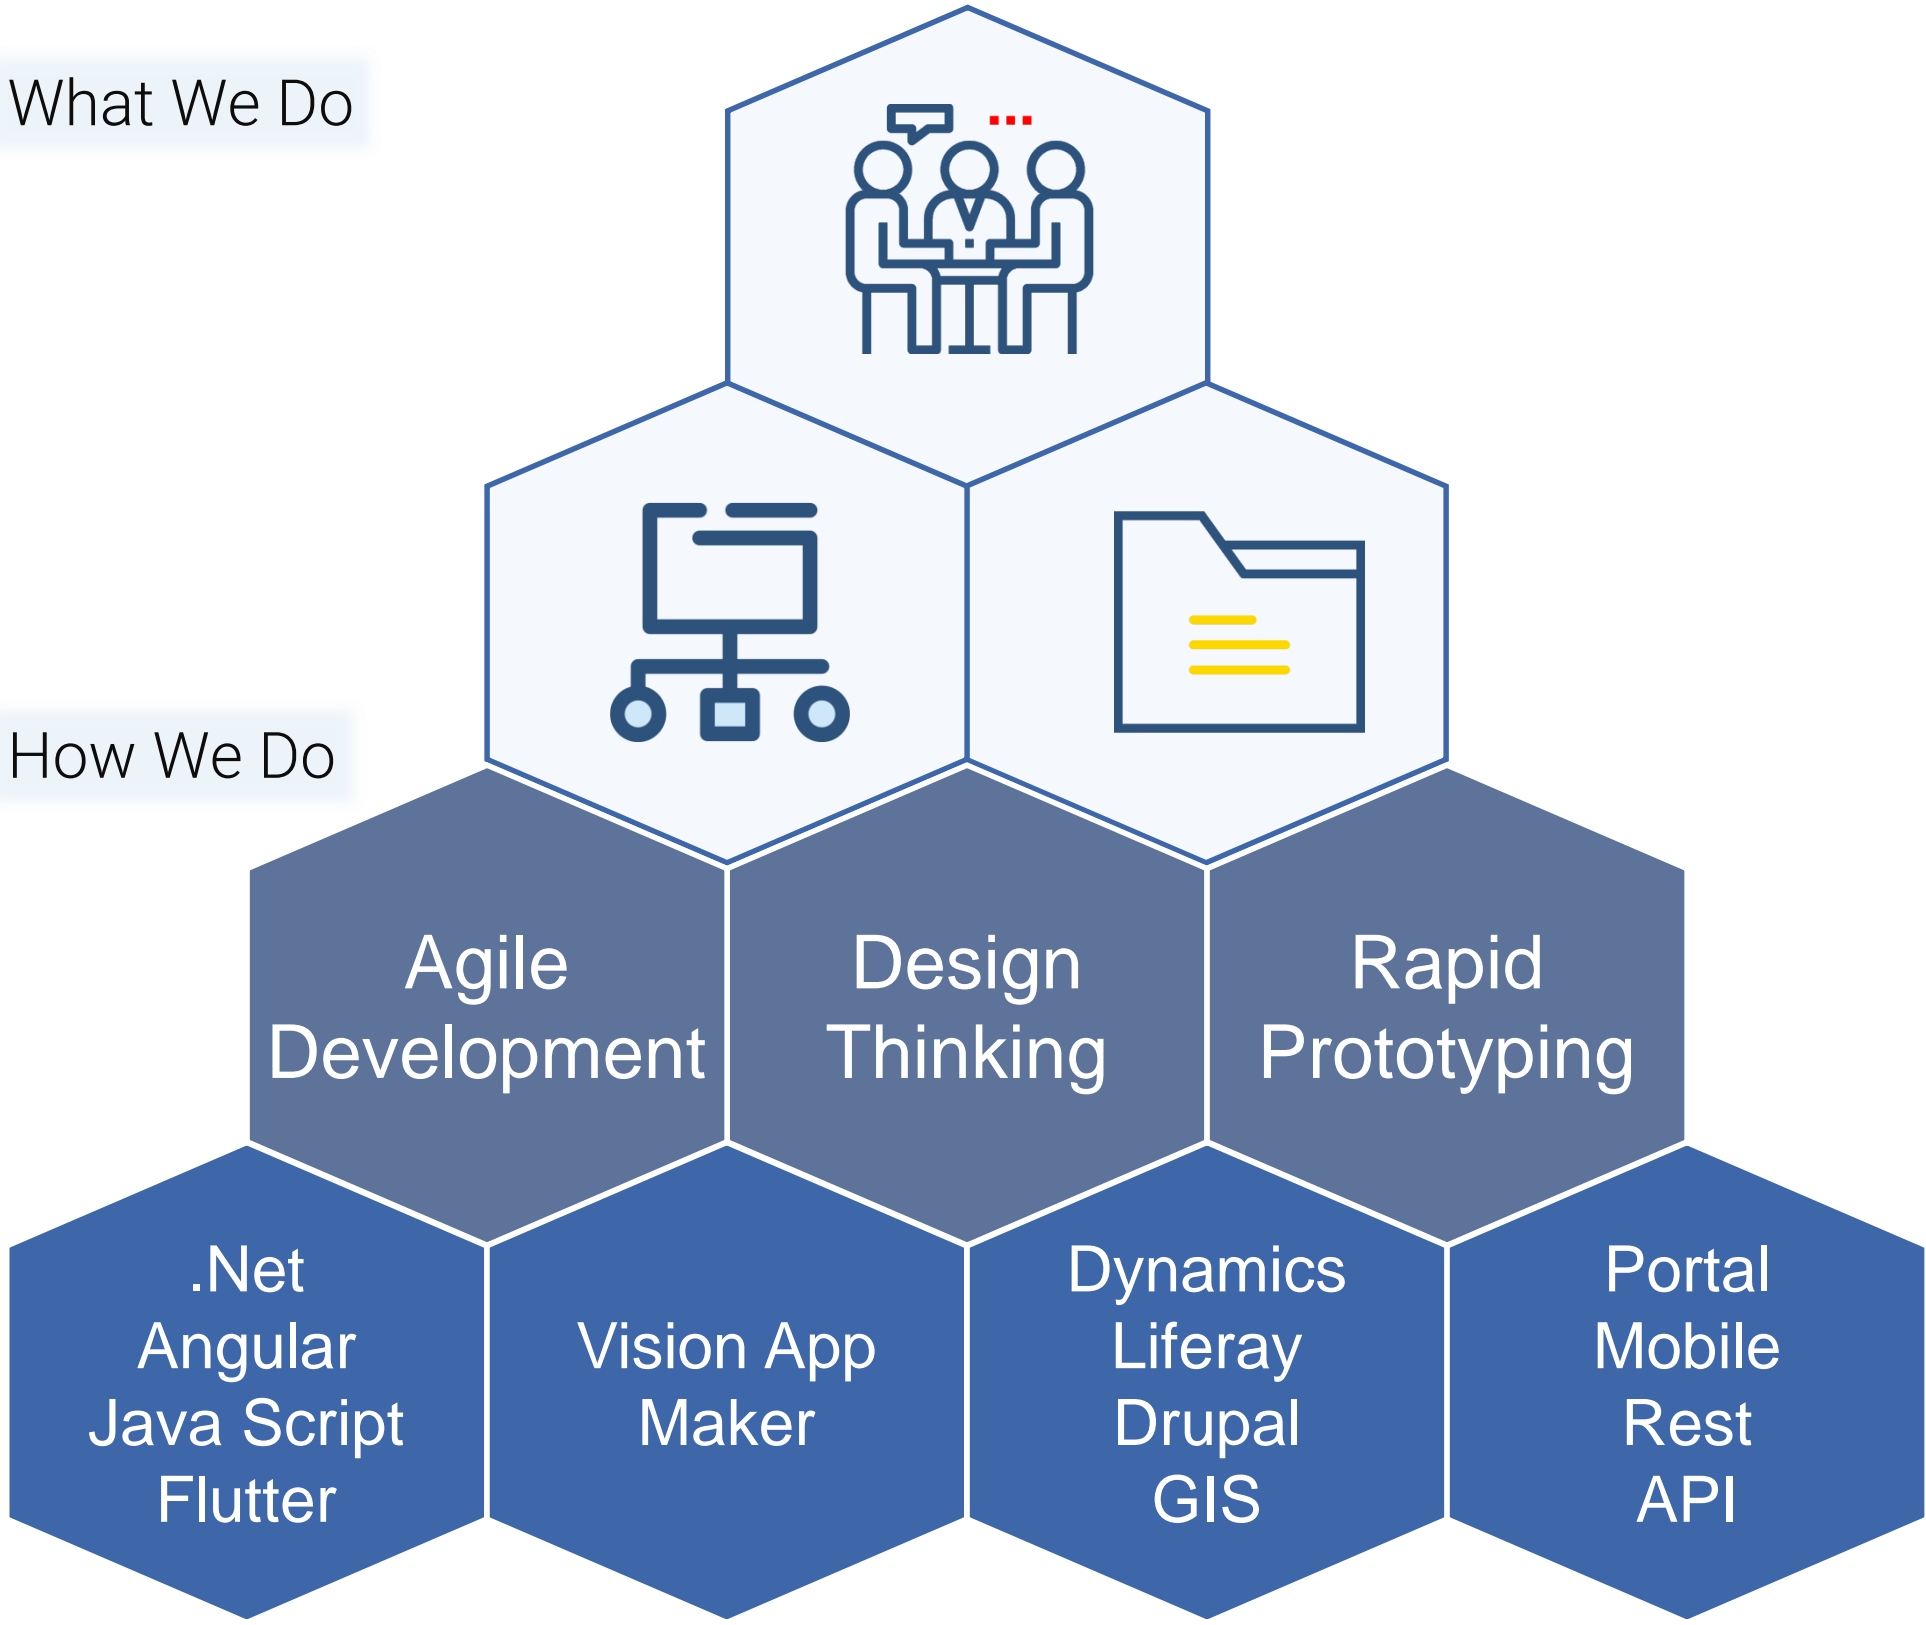 What We Do
How We Do
Agile
Development
Design
Thinking
Rapid
Prototyping
.Net
Angular
Java Script
Flutter
Vision App
Maker
Dynamics
Liferay
Drupal
GIS
Portal
Mobile
Rest
API